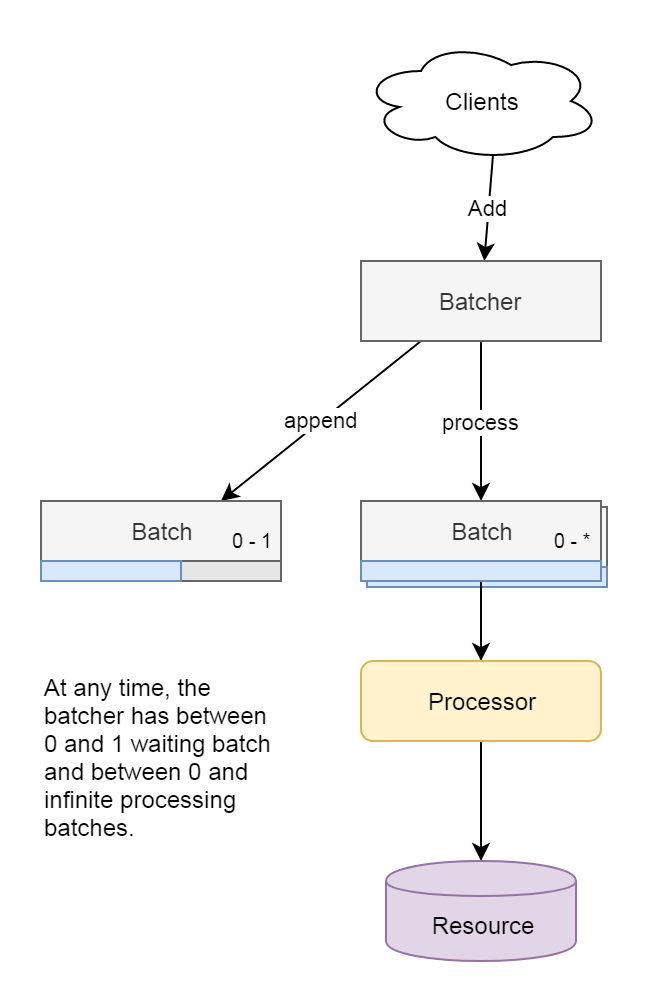 Clients
Add
Batcher
append
process
Batch
0 - 1
Batch
0 - *
At any time, the
batcher has between
0 and 1 waiting batch
and between 0 and
infinite processing
batches.
Processor
Resource